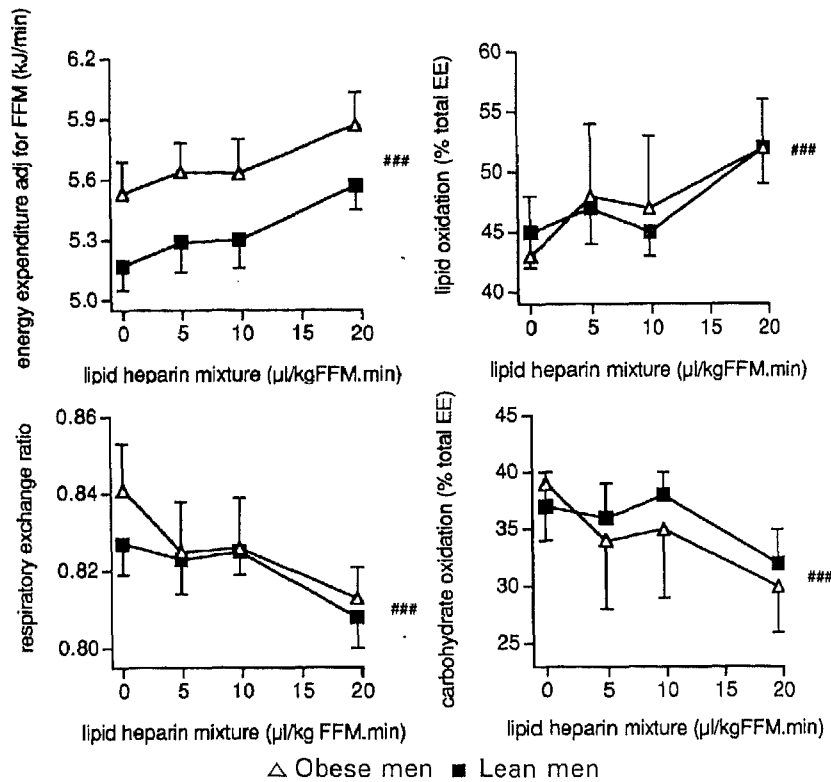 energy expenditure adj for FFM (kJ/min)
6.2
5.9
5.6
5.3
5.0
0 5 10 15 20
lipid heparin mixture (µl/kgFFM.min)
###
lipid oxidation (% total EE)
60
55
50
45
40
0 5 10 15 20
lipid heparin mixture (µl/kgFFM.min)
###
respiratory exchange ratio
0.86
0.84
0.82
0.80
0 5 10 15 20
lipid heparin mixture (µl/kg FFM.min)
###
carbohydrate oxidation (% total EE)
45
40
35
30
25
0 5 10 15 20
lipid heparin mixture (µl/kgFFM.min)
###
△ Obese men ■ Lean men